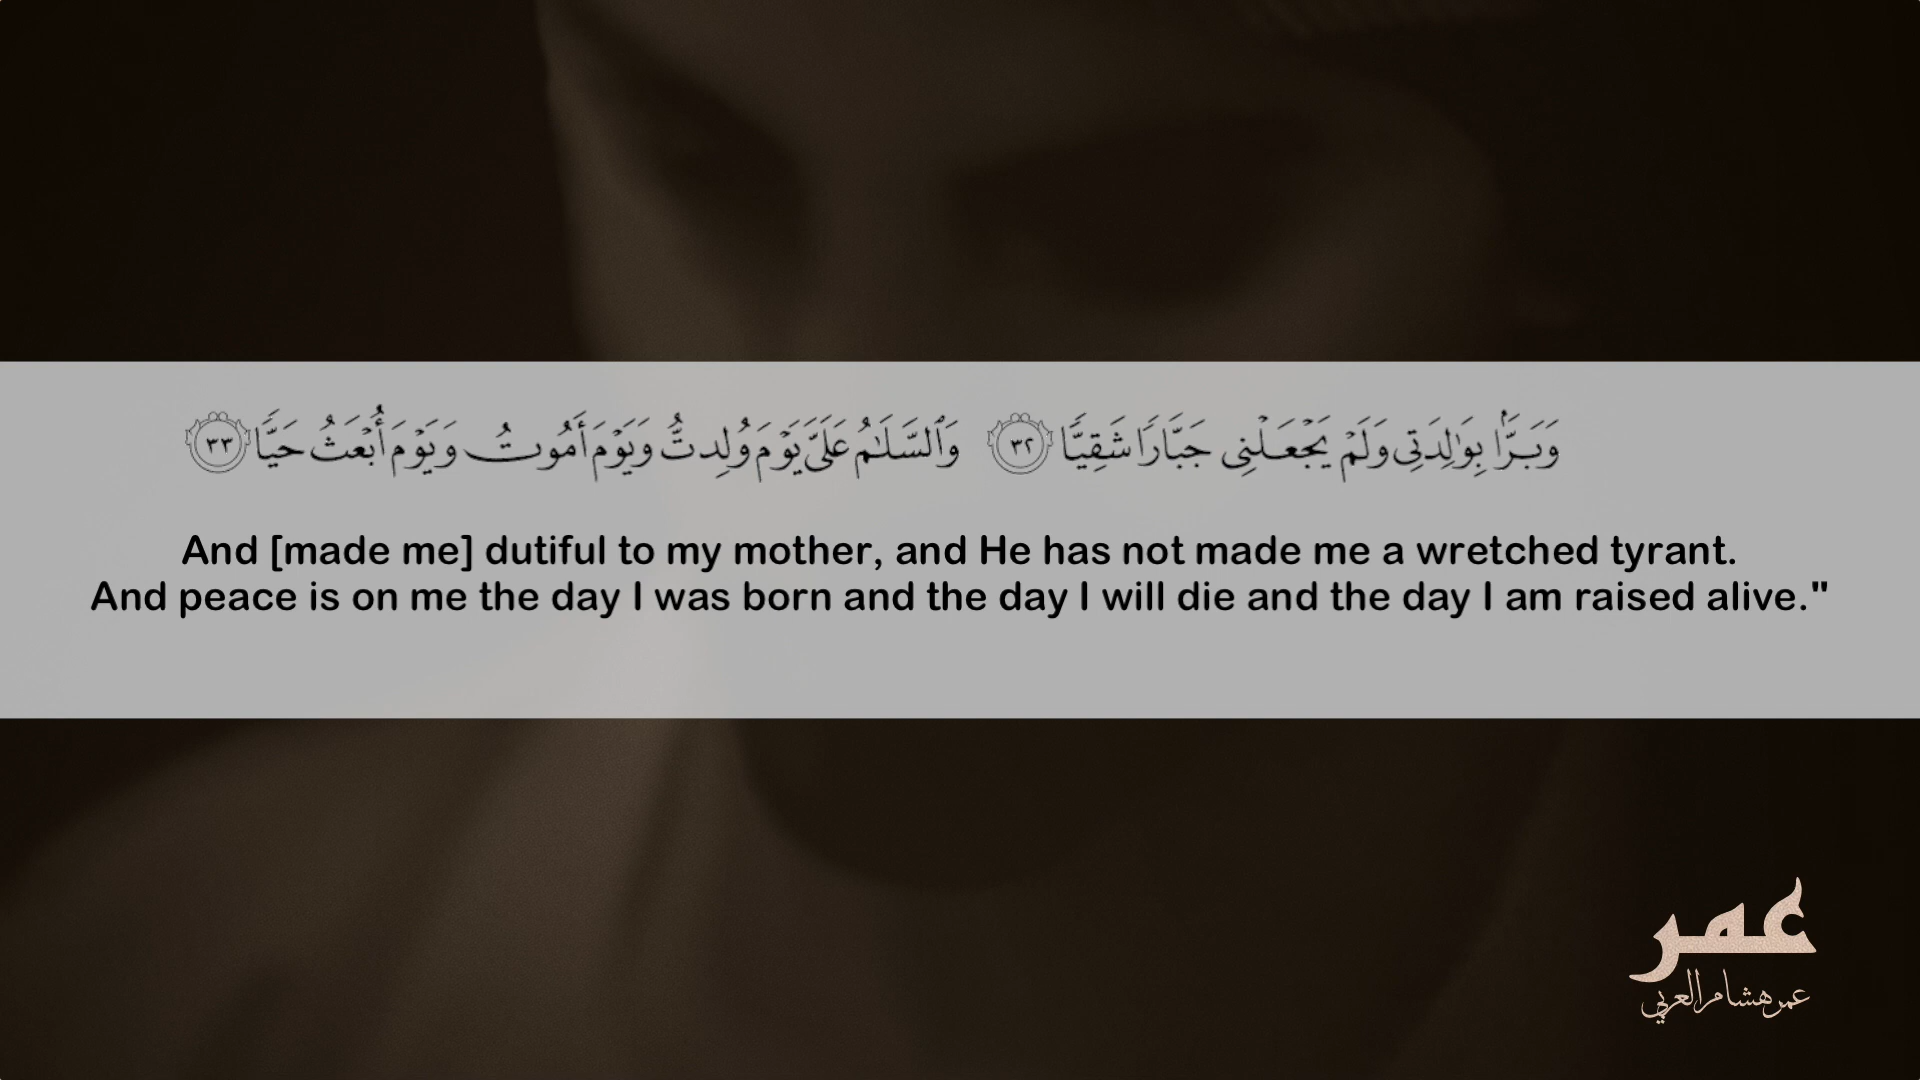 وَبَرًّۢا بِوَٰلِدَتِى وَلَمْ يَجْعَلْنِى جَبَّارًا شَقِيًّا ٣٢ وَٱلسَّلَٰمُ عَلَىَّ يَوْمَ وُلِدتُّ وَيَوْمَ أَمُوتُ وَيَوْمَ أُبْعَثُ حَيًّا ٣٣
And [made me] dutiful to my mother, and He has not made me a wretched tyrant.
And peace is on me the day I was born and the day I will die and the day I am raised alive."
عمر
عمر هشام العربي